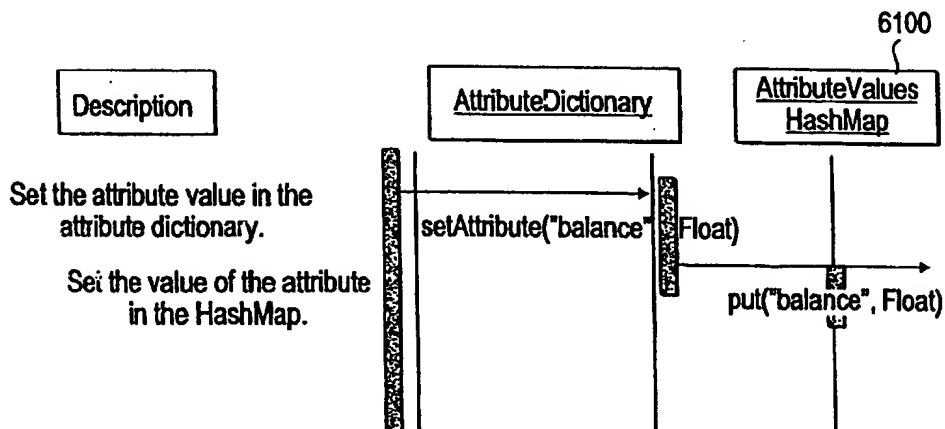 6100
Description
AttributeDictionary
AttributeValues
HashMap
Set the attribute value in the
attribute dictionary.
setAttribute("balance" Float)
Set the value of the attribute
in the HashMap.
put("balance", Float)